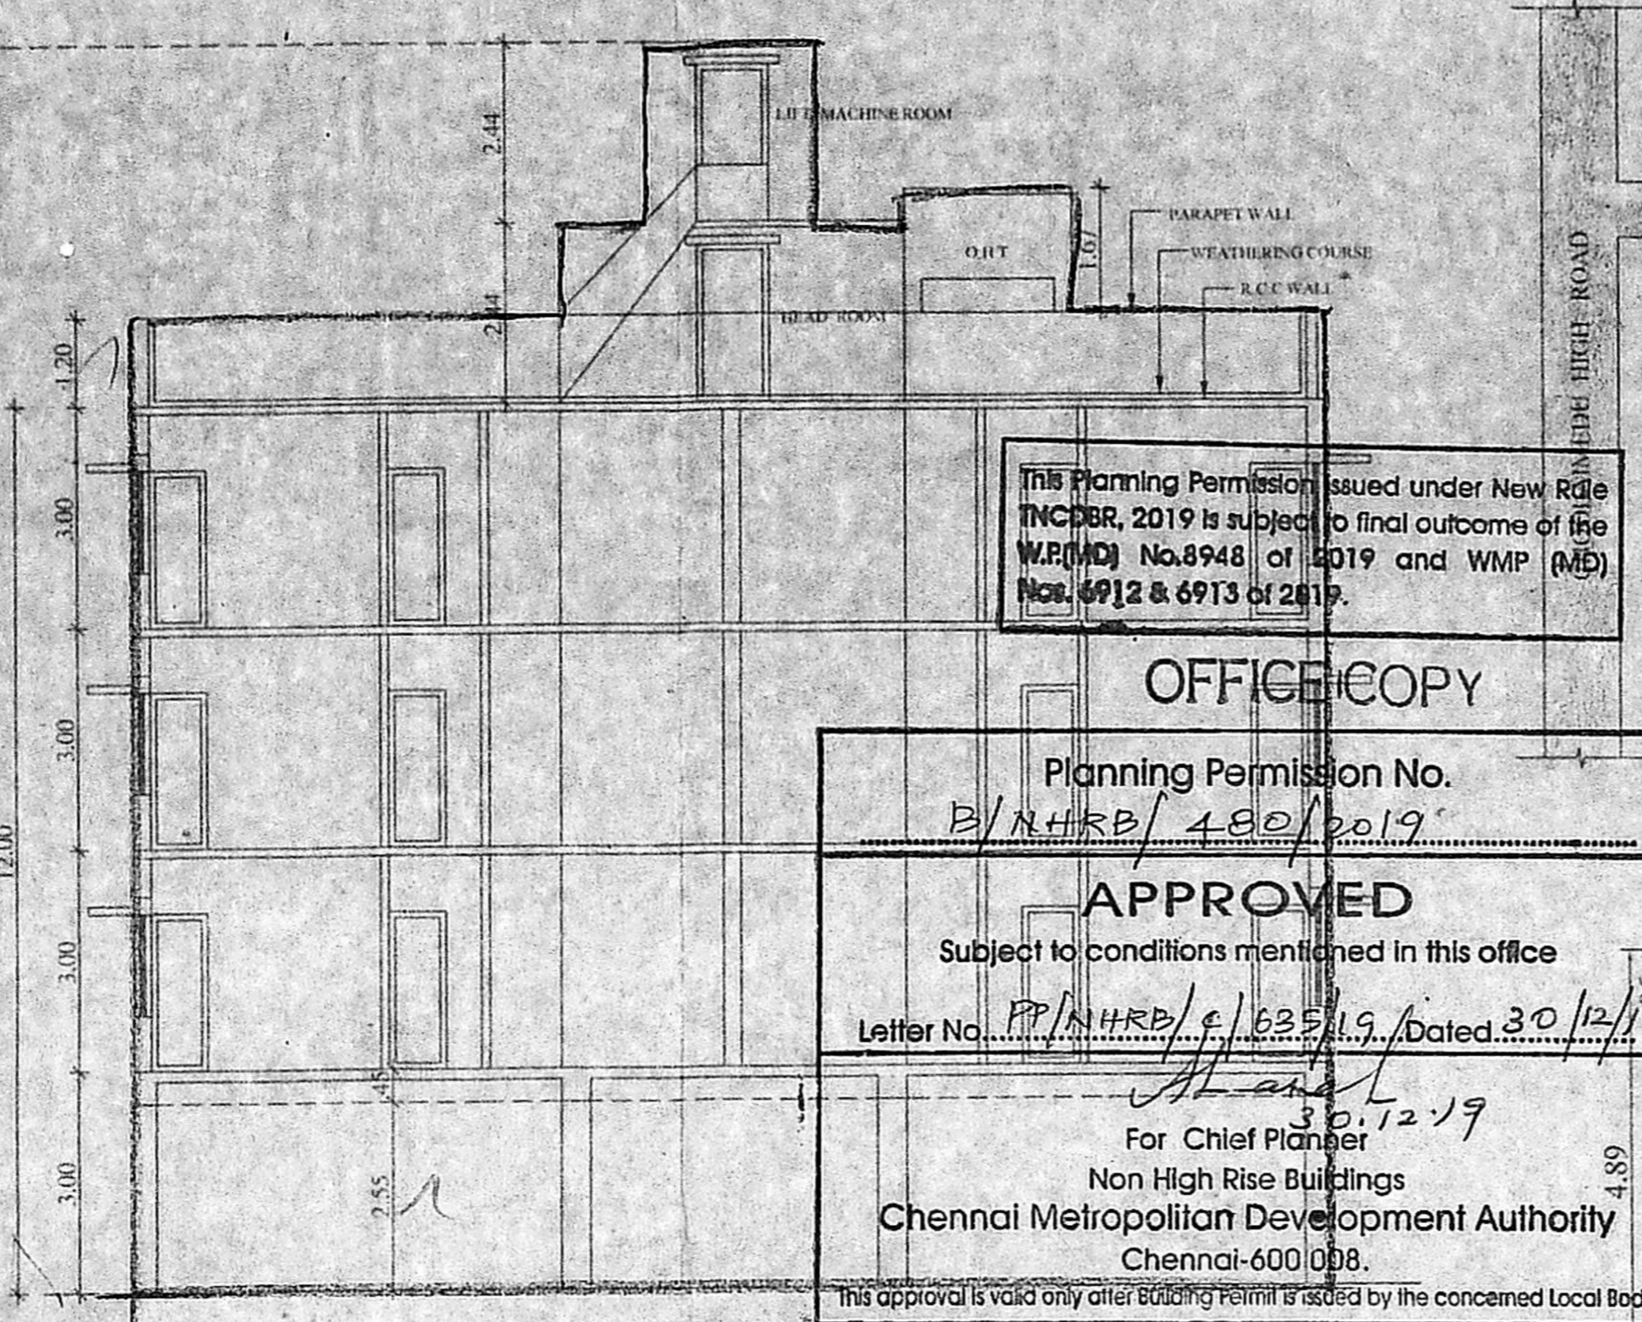 2.44
LIFT MACHINE ROOM
PARAPET WALL
1.67
O.H.T
WEATHERING COURSE
R.C.C WALL
2.44
HEAD ROOM
1.20
HIGH ROAD
3.00
This Planning Permission issued under New Rule
TNCDBR, 2019 is subject to final outcome of the
W.P.(MD) No.8948 of 2019 and WMP (MD)
Nos. 6912 & 6913 of 2019.
OFFICE COPY
3.00
Planning Permission No.
B/NHRB/480/2019
12.00
APPROVED
Subject to conditions mentioned in this office
3.00
Letter No. PP/NHRB/C/635/19 Dated 30/12/1
30.12.19
.45
For Chief Planner
Non High Rise Buildings
3.00
2.55
4.89
Chennai Metropolitan Development Authority
Chennai-600 008.
This approval is valid only after Building Permit is issued by the concerned Local Bod